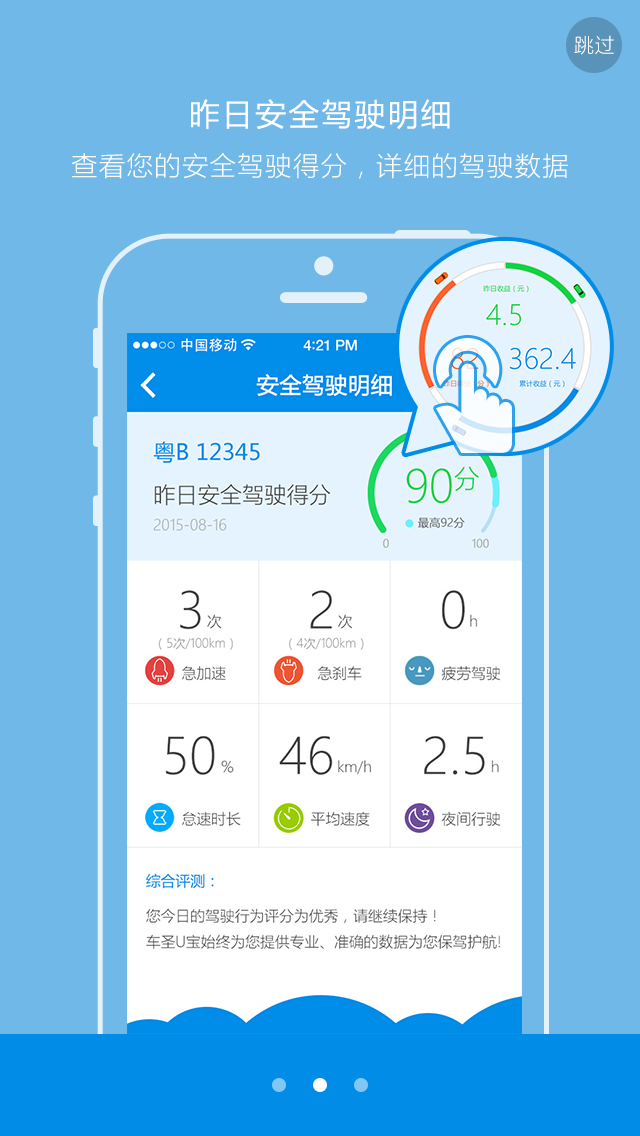 跳过
昨日安全驾驶明细
查看您的安全驾驶得分，详细的驾驶数据
中国移动
4:21 PM
安全驾驶明细
昨日收益（元）
4.5
362.4
累计收益（元）
粤B 12345
昨日安全驾驶得分
2015-08-16
90分
最高92分
0
100
3次
（5次/100km）
急加速
2次
（4次/100km）
急刹车
0h
疲劳驾驶
50%
怠速时长
46km/h
平均速度
2.5h
夜间行驶
综合评测：
您今日的驾驶行为评分为优秀，请继续保持！
车圣U宝始终为您提供专业、准确的数据为您保驾护航!